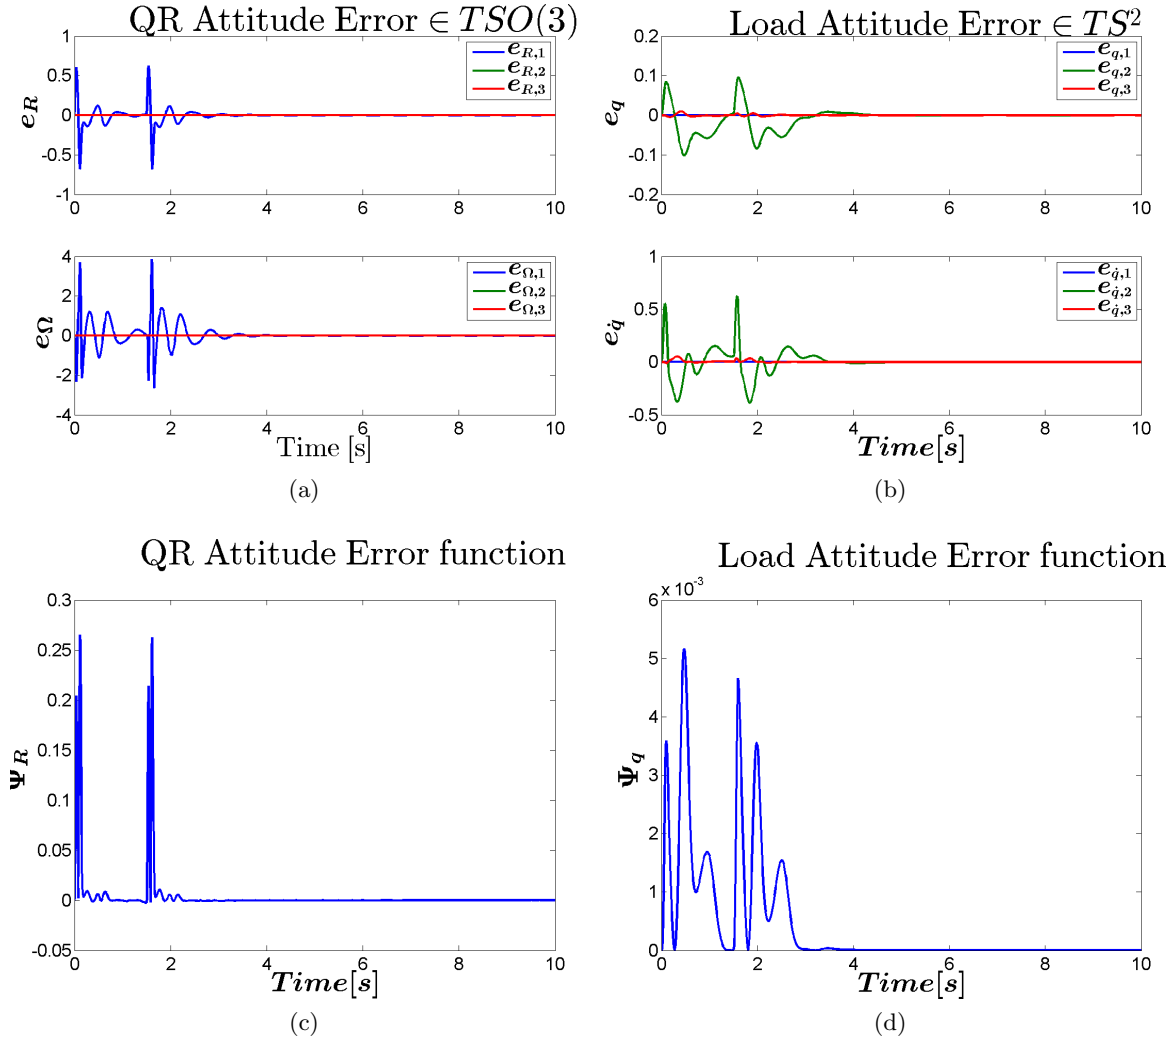 QR Attitude Error ∈ TSO(3)
1
0.5
0
-0.5
-1
e_R
e_{R,1}
e_{R,2}
e_{R,3}
0 2 4 6 8 10
4
2
0
-2
-4
e_Ω
e_{Ω,1}
e_{Ω,2}
e_{Ω,3}
0 2 4 6 8 10
Time [s]
(a)
Load Attitude Error ∈ TS²
0.2
0.1
0
-0.1
-0.2
e_q
e_{q,1}
e_{q,2}
e_{q,3}
0 2 4 6 8 10
1
0.5
0
-0.5
e_q̇
e_{q̇,1}
e_{q̇,2}
e_{q̇,3}
0 2 4 6 8 10
Time[s]
(b)
QR Attitude Error function
0.3
0.25
0.2
0.15
0.1
0.05
0
-0.05
Ψ_R
0 2 4 6 8 10
Time[s]
(c)
Load Attitude Error function
x 10⁻³
6
5
4
3
2
1
0
Ψ_q
0 2 4 6 8 10
Time[s]
(d)